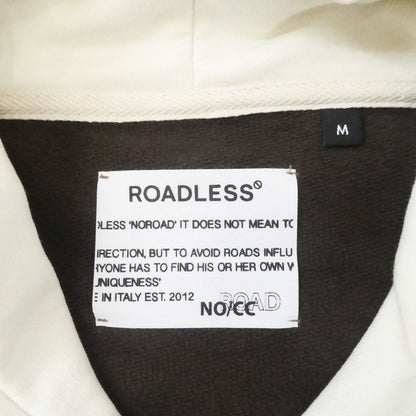 ROADLESS
M
DLESS 'NOROAD' IT DOES NOT MEAN TO
IRECTION, BUT TO AVOID ROADS INFLU
RYONE HAS TO FIND HIS OR HER OWN W
UNIQUENESS'
E IN ITALY EST. 2012
ROAD
NO/CC